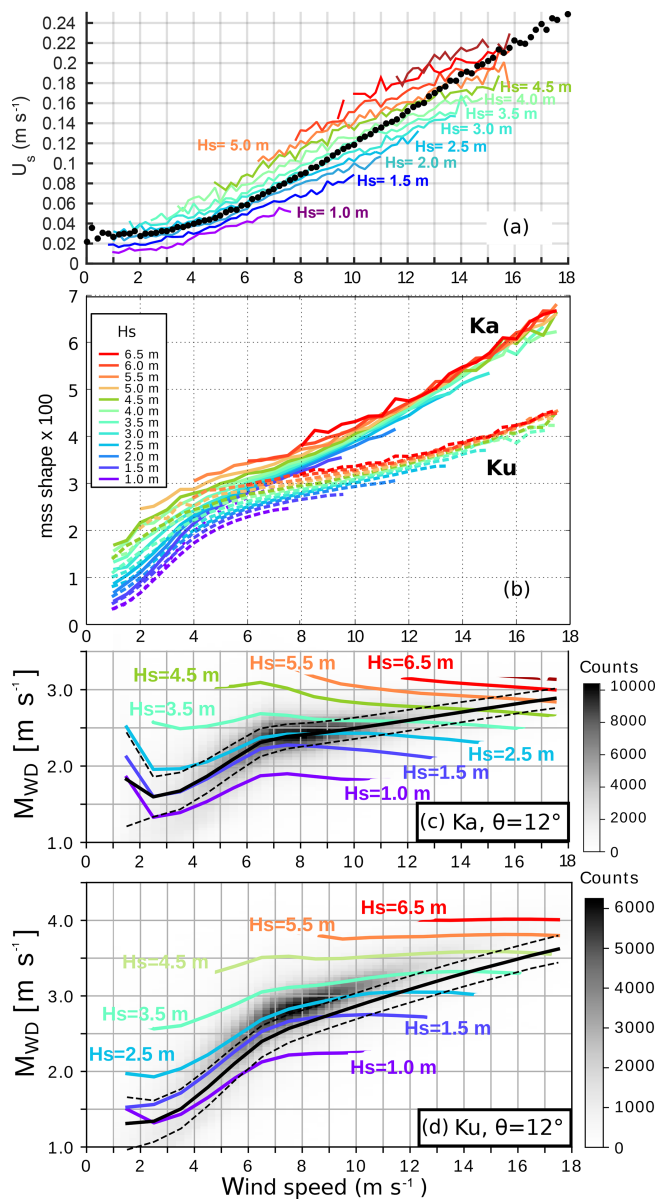 0.24
0.22
0.2
0.18
0.16
0.14
0.12
0.1
0.08
0.06
0.04
0.02
0
U_s (m s⁻¹)
Hs= 5.0 m
Hs= 4.5 m
Hs= 4.0 m
Hs= 3.5 m
Hs= 3.0 m
Hs= 2.5 m
Hs= 2.0 m
Hs= 1.5 m
Hs= 1.0 m
(a)
0 2 4 6 8 10 12 14 16 18
7
6
5
4
3
2
1
0
mss shape x 100
Hs
6.5 m
6.0 m
5.5 m
5.0 m
4.5 m
4.0 m
3.5 m
3.0 m
2.5 m
2.0 m
1.5 m
1.0 m
Ka
Ku
(b)
0 2 4 6 8 10 12 14 16 18
3.0
2.0
1.0
M_WD [m s⁻¹]
Hs=4.5 m
Hs=5.5 m
Hs=6.5 m
Hs=3.5 m
Hs=2.5 m
Hs=1.5 m
Hs=1.0 m
(c) Ka, θ=12°
0 2 4 6 8 10 12 14 16 18
Counts
10000
8000
6000
4000
2000
0
4.0
3.0
2.0
1.0
M_WD [m s⁻¹]
Hs=6.5 m
Hs=5.5 m
Hs=4.5 m
Hs=3.5 m
Hs=2.5 m
Hs=1.5 m
Hs=1.0 m
(d) Ku, θ=12°
0 2 4 6 8 10 12 14 16 18
Wind speed (m s⁻¹)
Counts
6000
5000
4000
3000
2000
1000
0